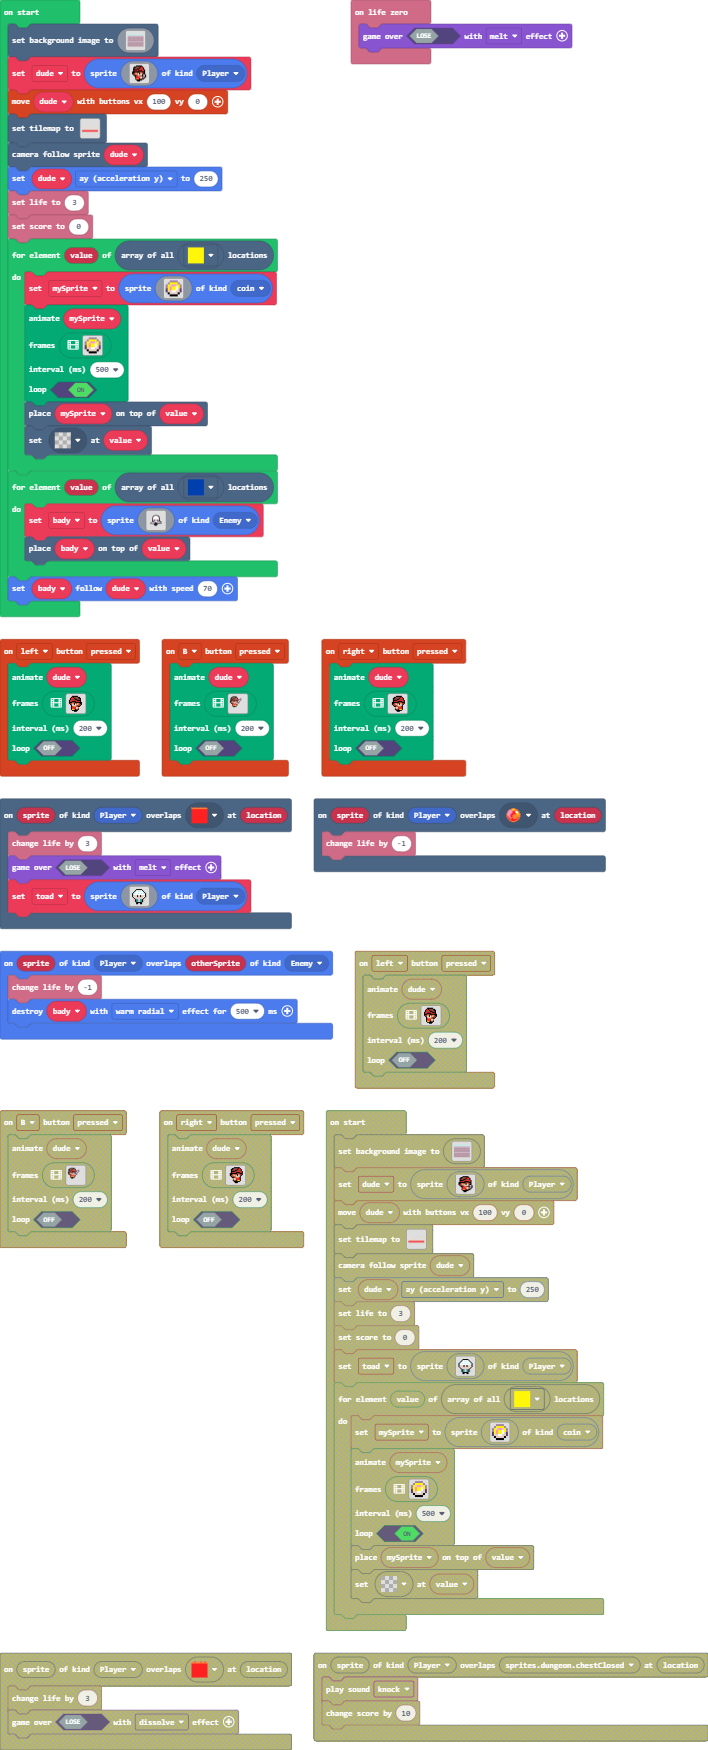 on start
set background image to
set dude to sprite of kind Player
move dude with buttons vx 100 vy 0
set tilemap to
camera follow sprite dude
set dude ay (acceleration y) to 250
set life to 3
set score to 0
for element value of array of all locations
do
set mySprite to sprite of kind coin
animate mySprite
frames
interval (ms) 500
loop ON
place mySprite on top of value
set at value
for element value of array of all locations
do
set bady to sprite of kind Enemy
place bady on top of value
set bady follow dude with speed 70
on life zero
game over LOSE with melt effect
on left button pressed
animate dude
frames
interval (ms) 200
loop OFF
on B button pressed
animate dude
frames
interval (ms) 200
loop OFF
on right button pressed
animate dude
frames
interval (ms) 200
loop OFF
on sprite of kind Player overlaps at location
change life by 3
game over LOSE with melt effect
set toad to sprite of kind Player
on sprite of kind Player overlaps at location
change life by -1
on sprite of kind Player overlaps otherSprite of kind Enemy
change life by -1
destroy bady with warm radial effect for 500 ms
on left button pressed
animate dude
frames
interval (ms) 200
loop OFF
on B button pressed
animate dude
frames
interval (ms) 200
loop OFF
on right button pressed
animate dude
frames
interval (ms) 200
loop OFF
on start
set background image to
set dude to sprite of kind Player
move dude with buttons vx 100 vy 0
set tilemap to
camera follow sprite dude
set dude ay (acceleration y) to 250
set life to 3
set score to 0
set toad to sprite of kind Player
for element value of array of all locations
do
set mySprite to sprite of kind coin
animate mySprite
frames
interval (ms) 500
loop ON
place mySprite on top of value
set at value
on sprite of kind Player overlaps at location
change life by 3
game over LOSE with dissolve effect
on sprite of kind Player overlaps sprites.dungeon.chestClosed at location
play sound knock
change score by 10